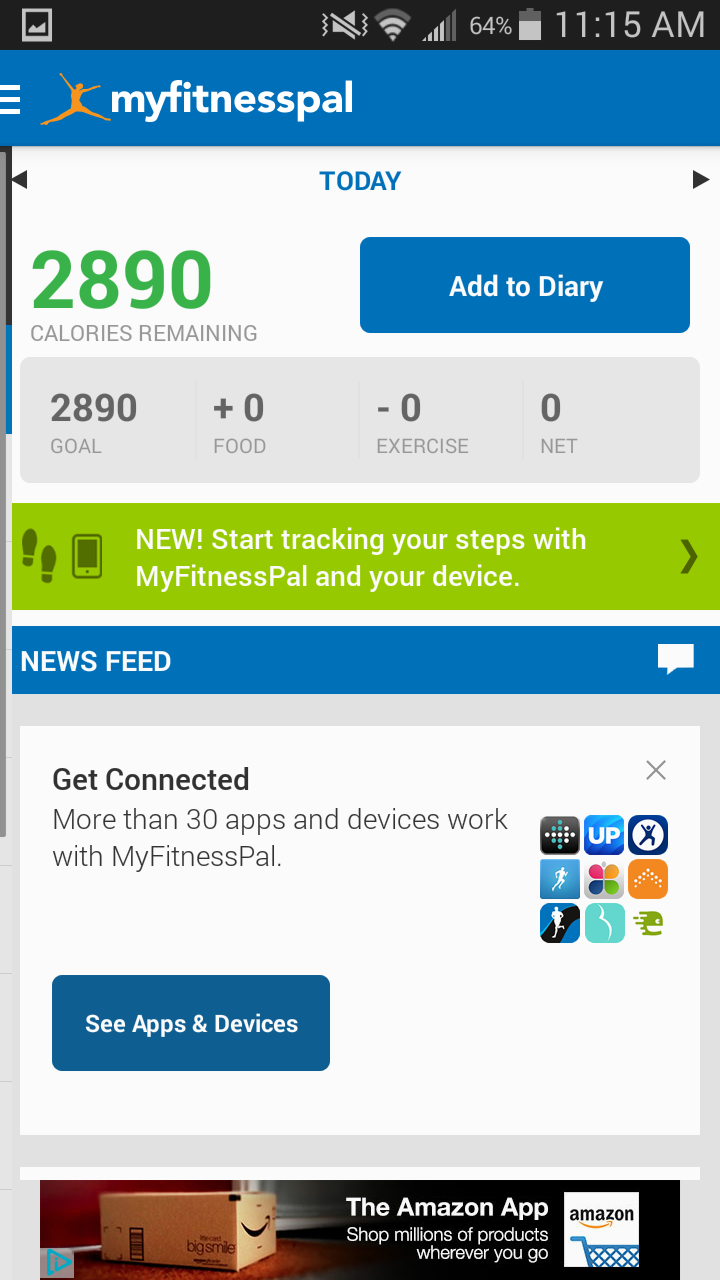 64% 11:15 AM
myfitnesspal
TODAY
2890
CALORIES REMAINING
Add to Diary
2890 + 0 - 0 0
GOAL FOOD EXERCISE NET
NEW! Start tracking your steps with
MyFitnessPal and your device.
NEWS FEED
Get Connected
More than 30 apps and devices work
with MyFitnessPal.
UP
See Apps & Devices
The Amazon App
Shop millions of products
wherever you go
amazon
bigsmile